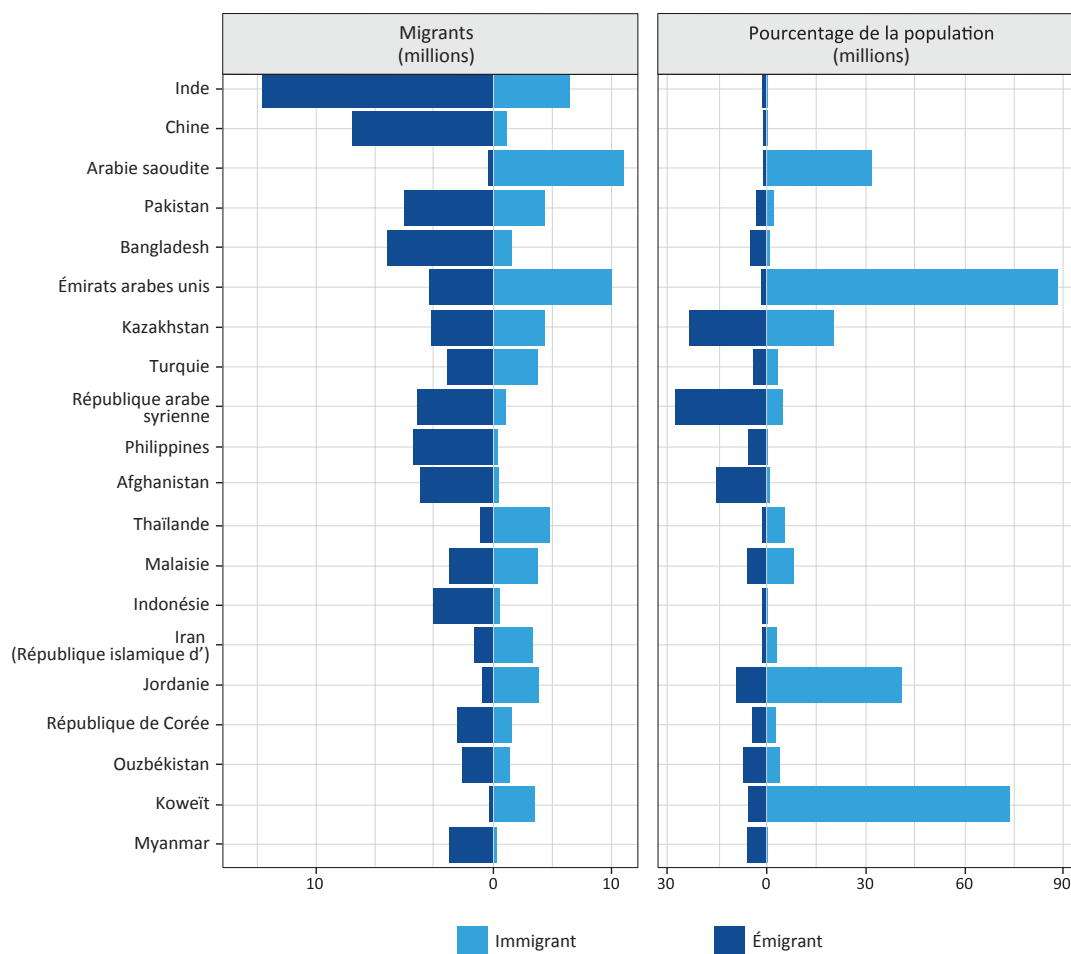 Migrants
(millions)
Pourcentage de la population
(millions)
Inde
Chine
Arabie saoudite
Pakistan
Bangladesh
Émirats arabes unis
Kazakhstan
Turquie
République arabe
syrienne
Philippines
Afghanistan
Thaïlande
Malaisie
Indonésie
Iran
(République islamique d’)
Jordanie
République de Corée
Ouzbékistan
Koweït
Myanmar
10 0 10
30 0 30 60 90
Immigrant
Émigrant